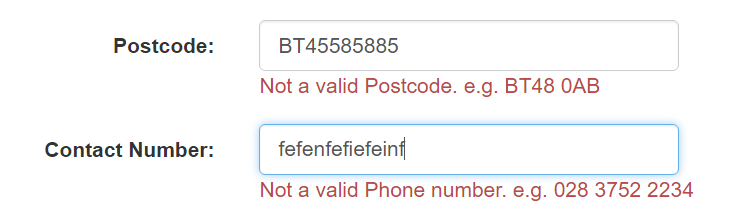 Postcode: BT45585885
Not a valid Postcode. e.g. BT48 0AB
Contact Number: fefenfefiefeinf
Not a valid Phone number. e.g. 028 3752 2234